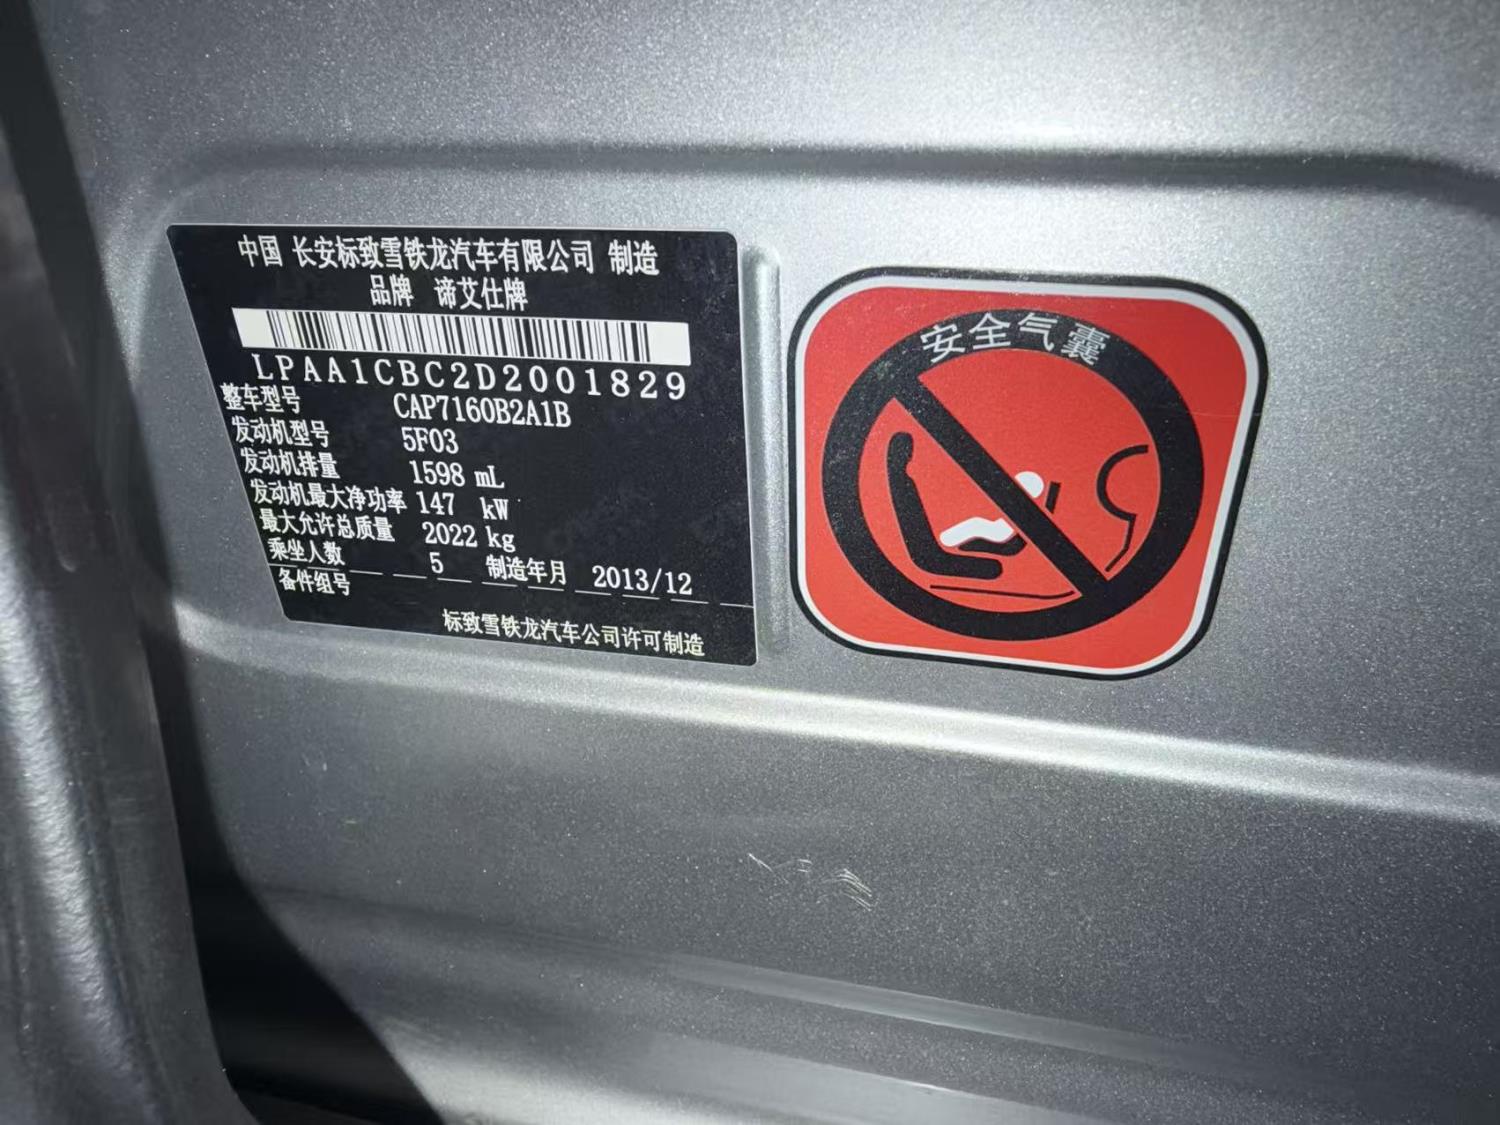 中国 长安标致雪铁龙汽车有限公司 制造
品牌 谛艾仕牌
LPAA1CBC2D2001829
整车型号 CAP7160B2A1B
发动机型号 5F03
发动机排量 1598 mL
发动机最大净功率 147 kW
最大允许总质量 2022 kg
乘坐人数 5 制造年月 2013/12
备件组号
标致雪铁龙汽车公司许可制造
安全气囊